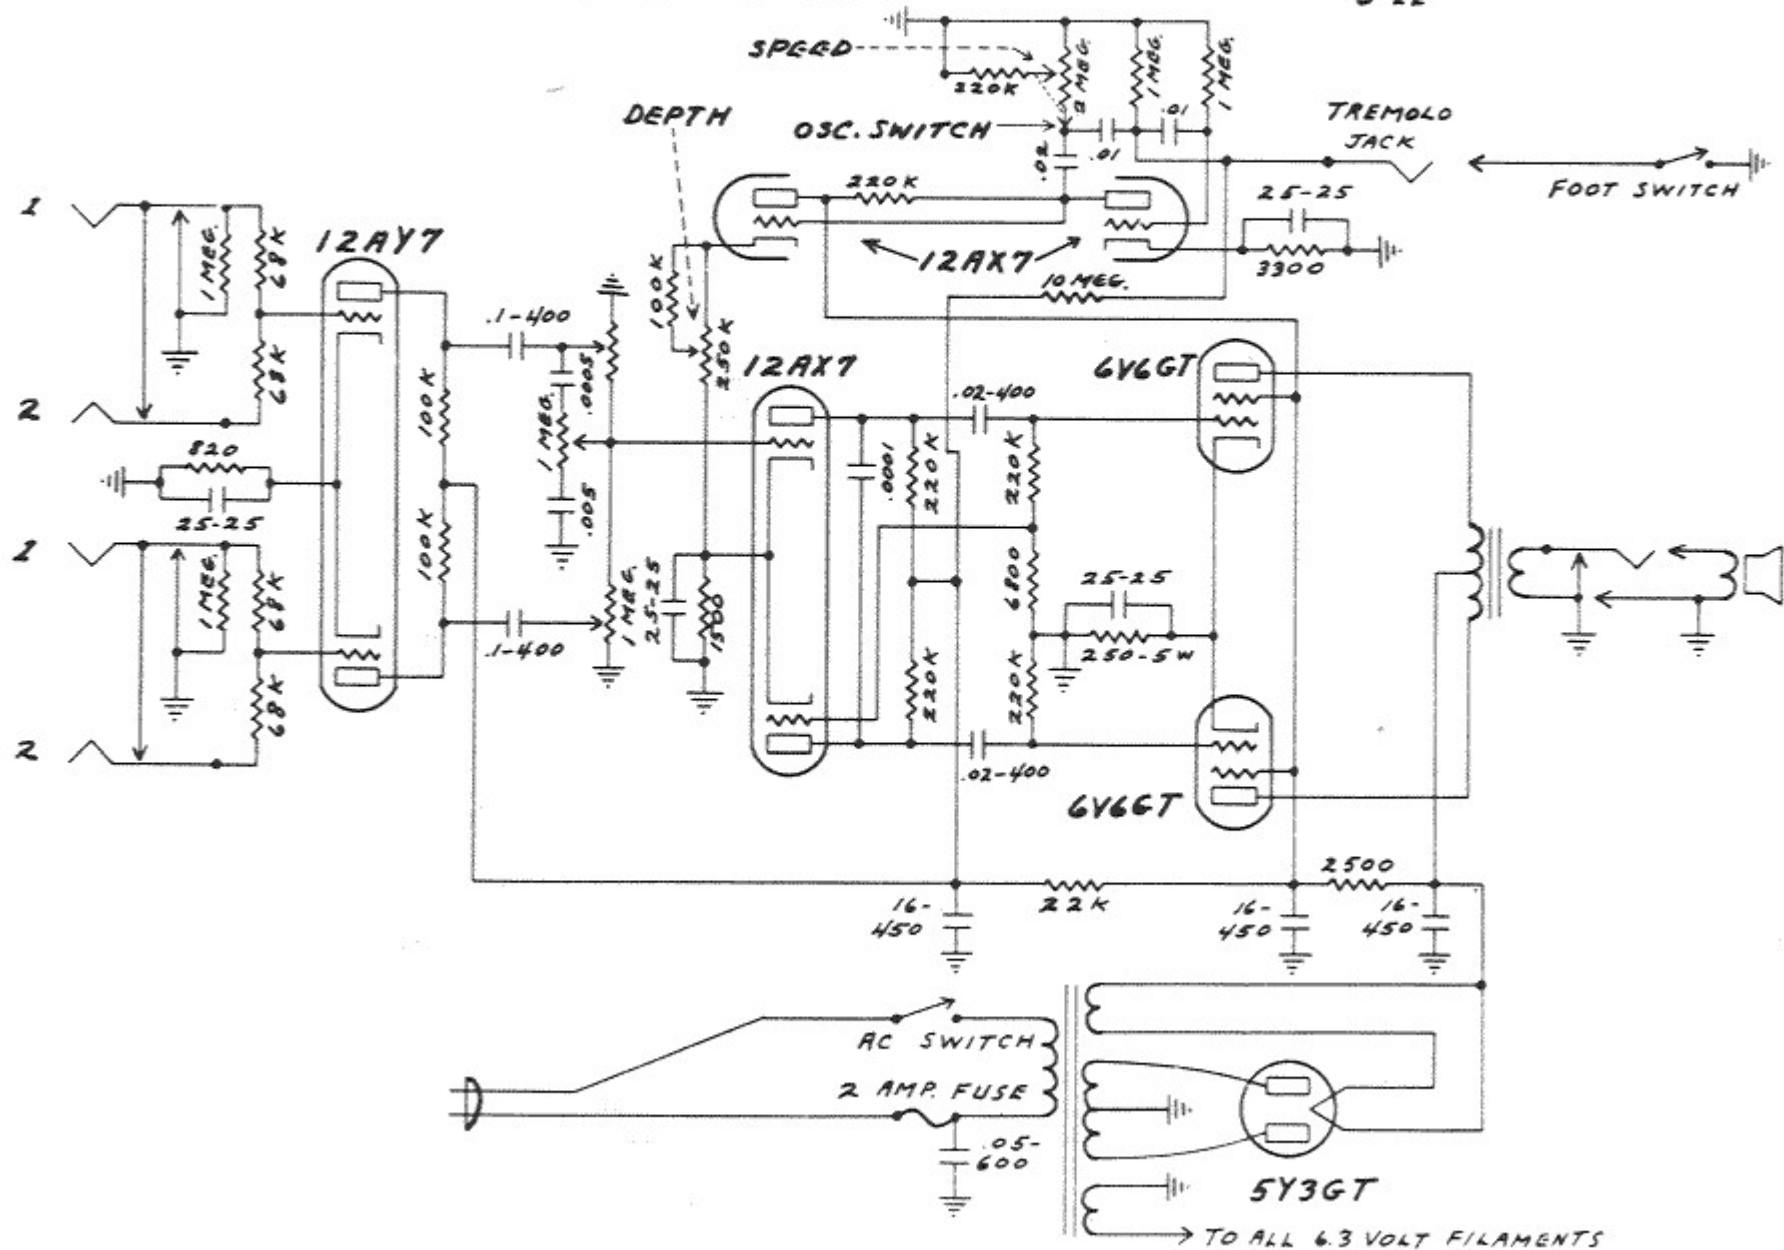 SPEED
220K
2 MEG.
1 MEG.
1 MEG.
DEPTH
OSC. SWITCH
.01
.01
.02
TREMOLO
JACK
FOOT SWITCH
220K
25-25
3300
12AX7
10 MEG.
1
1 MEG.
68K
12AY7
68K
2
.1-400
100K
250K
.0005
1 MEG.
.005
100K
100K
820
25-25
12AX7
.0001
220K
.02-400
220K
6V6GT
1
1 MEG.
68K
68K
2
.1-400
1 MEG.
25-25
1500
220K
6800
25-25
250-5W
220K
.02-400
6V6GT
2500
22K
16-
450
16-
450
16-
450
AC SWITCH
2 AMP. FUSE
.05-
600
5Y3GT
TO ALL 6.3 VOLT FILAMENTS